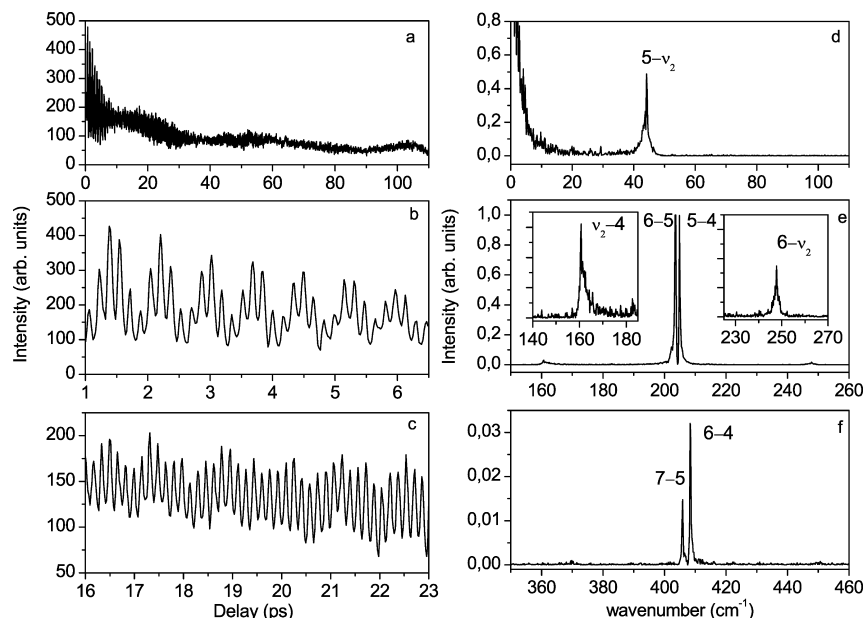 500
400
300
200
100
0
a
0 20 40 60 80 100
500
400
300
200
100
0
b
1 2 3 4 5 6
200
150
100
50
c
16 17 18 19 20 21 22 23
Intensity (arb. units)
Delay (ps)
0,8
0,6
0,4
0,2
0,0
d
5–ν₂
0 20 40 60 80 100
1,0
0,8
0,6
0,4
0,2
0,0
e
ν₂–4
140 160 180
6–5 5–4
6–ν₂
230 250 270
160 180 200 220 240 260
0,03
0,02
0,01
0,00
f
6–4
7–5
360 380 400 420 440 460
Intensity (arb. units)
wavenumber (cm⁻¹)